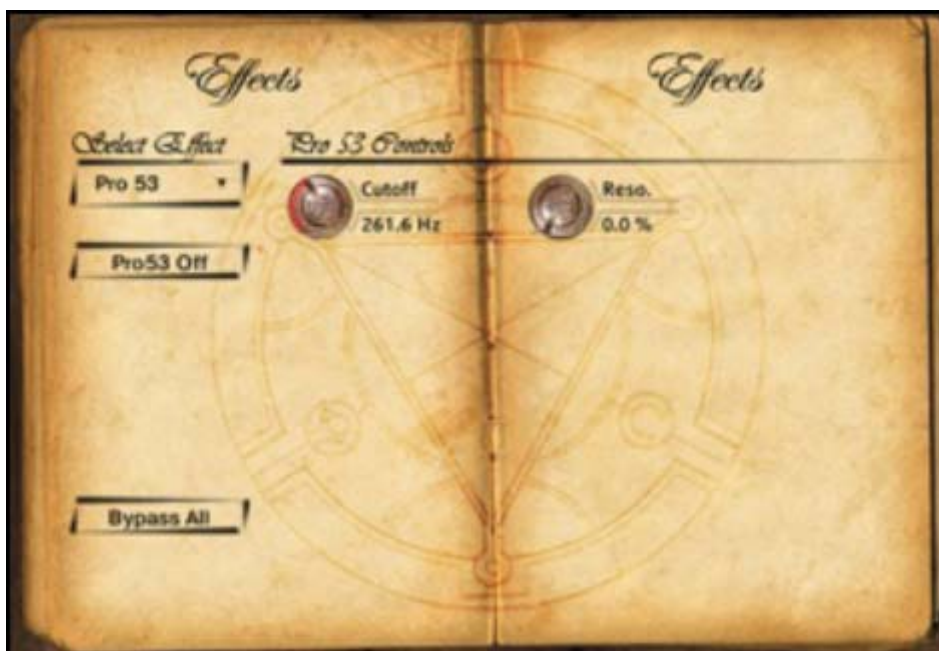 Effects
Effects
Select Effect
Pro 53 Controls
Pro 53
Cutoff
261.6 Hz
Reso.
0.0 %
Pro53 Off
Bypass All